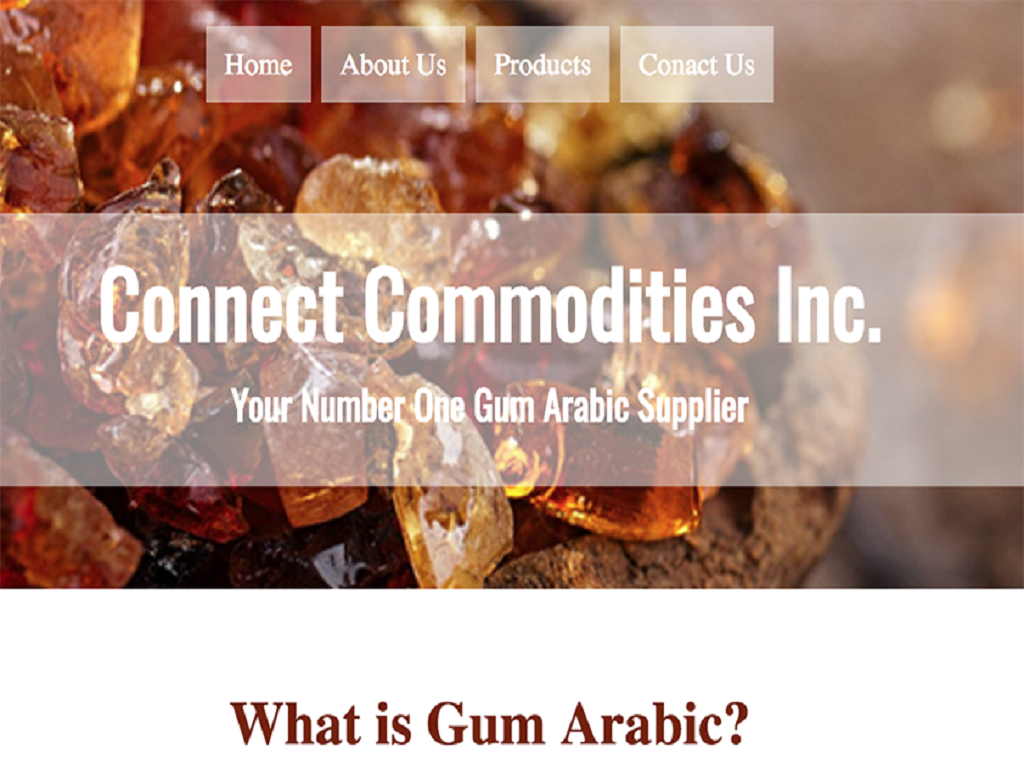 Home About Us Products Conact Us
Connect Commodities Inc.
Your Number One Gum Arabic Supplier
What is Gum Arabic?